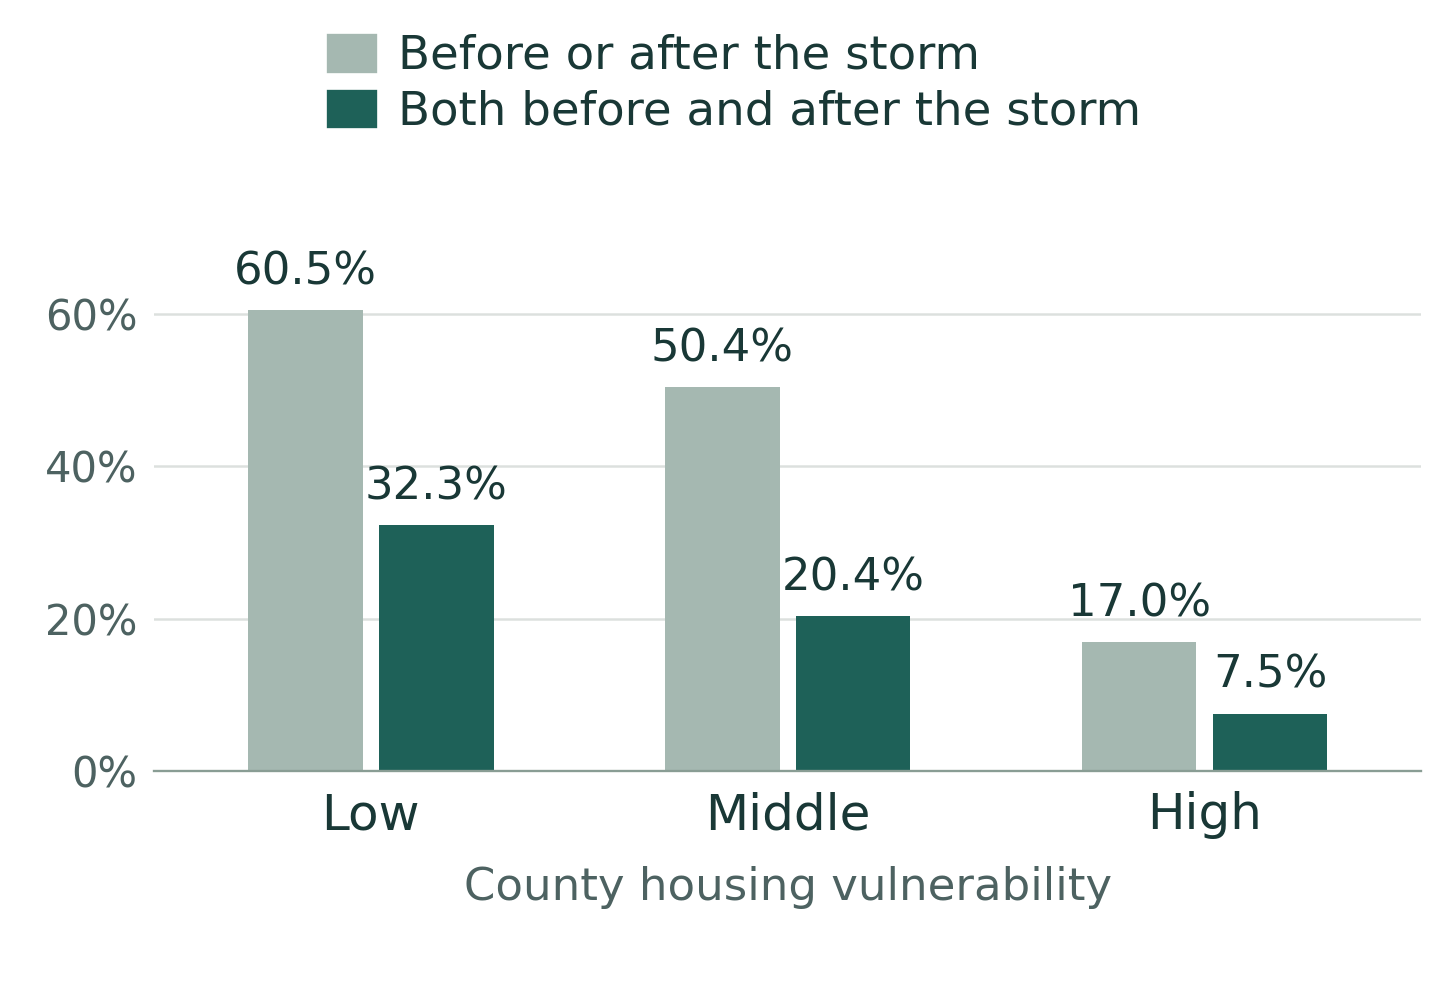 Before or after the storm
Both before and after the storm
60.5%
60%
50.4%
40%
32.3%
20.4%
17.0%
20%
7.5%
0%
Low Middle High
County housing vulnerability